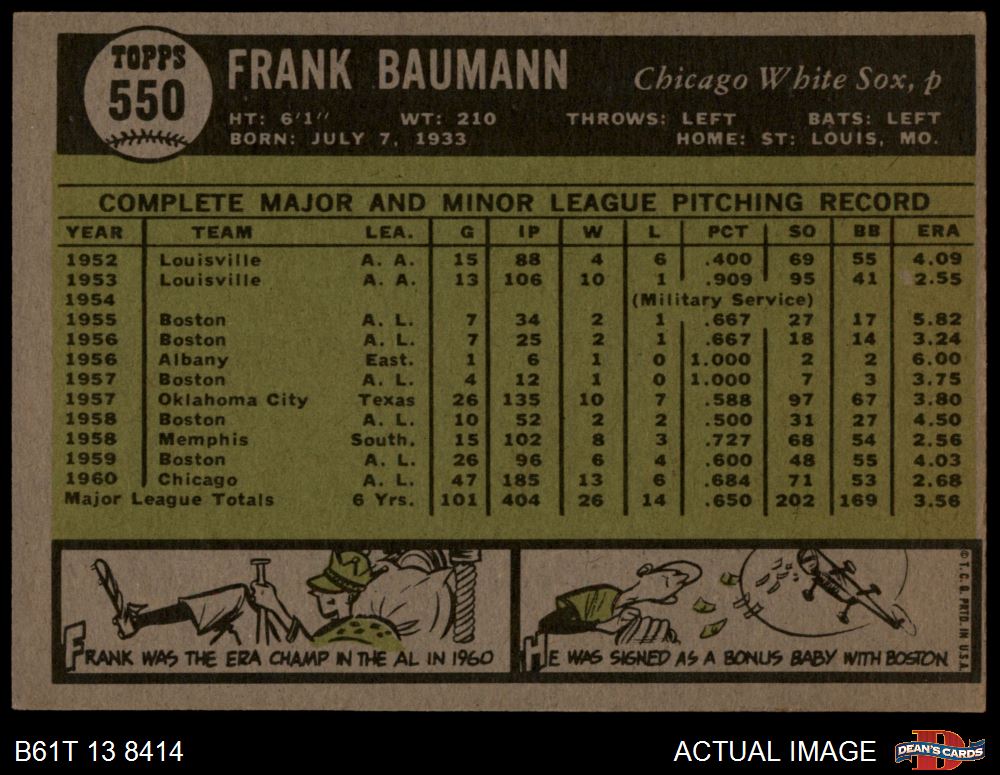 TOPPS
550
FRANK BAUMANN
Chicago White Sox, p
HT: 6'1" WT: 210 THROWS: LEFT BATS: LEFT
BORN: JULY 7, 1933 HOME: ST: LOUIS, MO.
COMPLETE MAJOR AND MINOR LEAGUE PITCHING RECORD
YEAR TEAM LEA. G IP W L PCT SO BB ERA
1952 Louisville A. A. 15 88 4 6 .400 69 55 4.09
1953 Louisville A. A. 13 106 10 1 .909 95 41 2.55
1954 (Military Service)
1955 Boston A. L. 7 34 2 1 .667 27 17 5.82
1956 Boston A. L. 7 25 2 1 .667 18 14 3.24
1956 Albany East. 1 6 1 0 1.000 2 2 6.00
1957 Boston A. L. 4 12 1 0 1.000 7 3 3.75
1957 Oklahoma City Texas 26 135 10 7 .588 97 67 3.80
1958 Boston A. L. 10 52 2 2 .500 31 27 4.50
1958 Memphis South. 15 102 8 3 .727 68 54 2.56
1959 Boston A. L. 26 96 6 4 .600 48 55 4.03
1960 Chicago A. L. 47 185 13 6 .684 71 53 2.68
Major League Totals 6 Yrs. 101 404 26 14 .650 202 169 3.56
FRANK WAS THE ERA CHAMP IN THE AL IN 1960
HE WAS SIGNED AS A BONUS BABY WITH BOSTON
© T. C. G. PRTD. IN U.S.A.
B61T 13 8414
ACTUAL IMAGE
DEAN'S CARDS